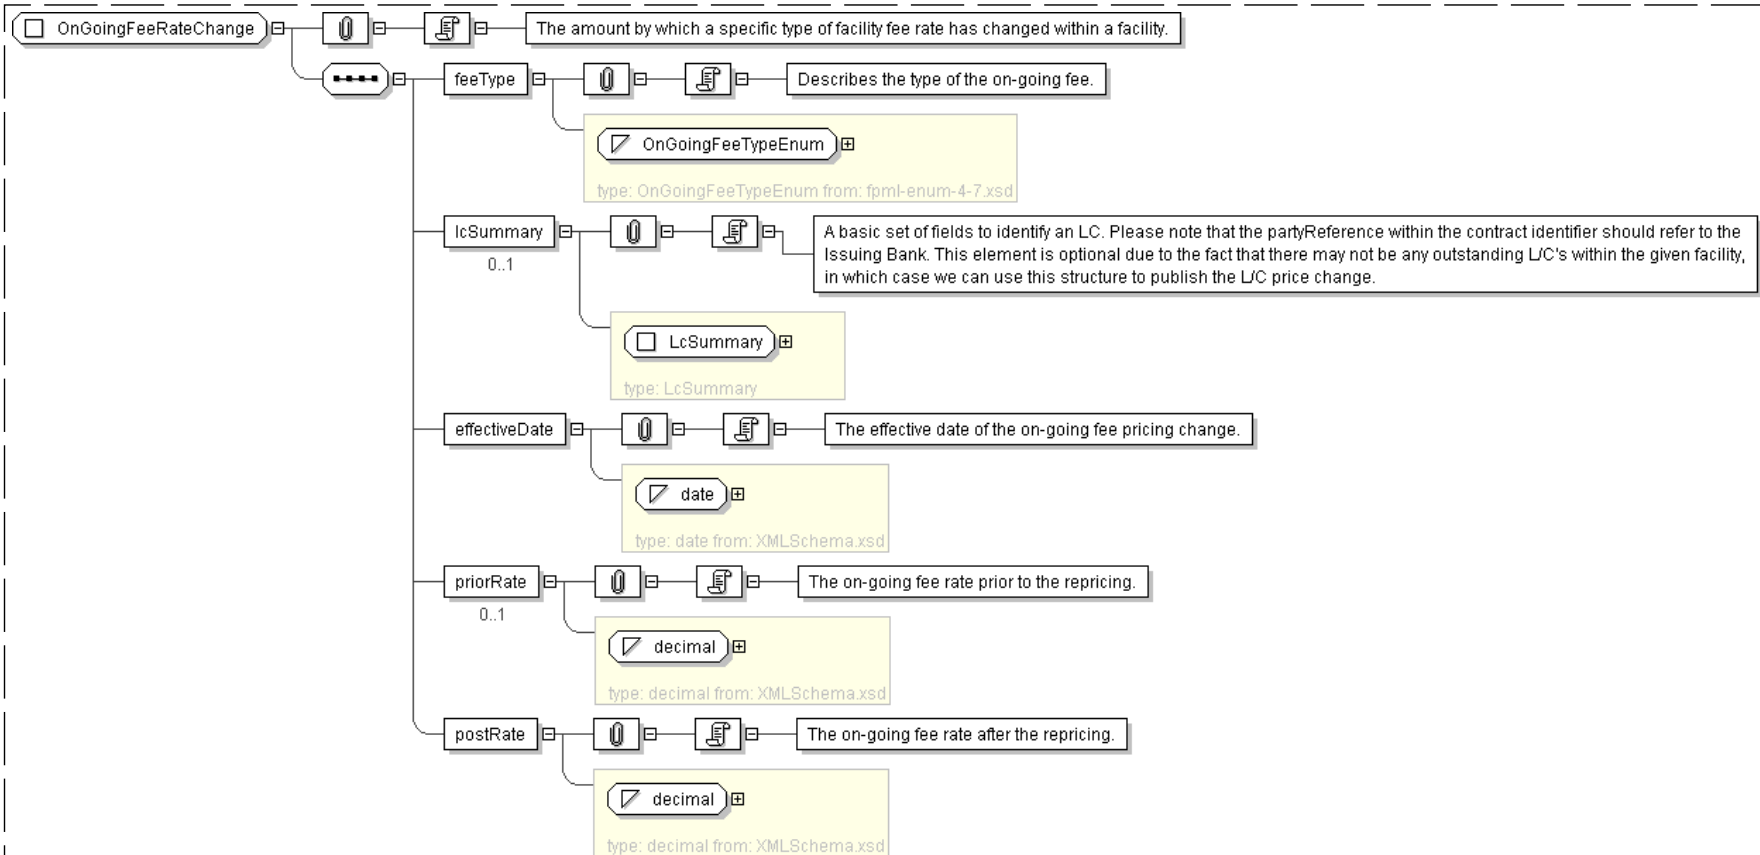 OnGoingFeeRateChange
The amount by which a specific type of facility fee rate has changed within a facility.
feeType
Describes the type of the on-going fee.
OnGoingFeeTypeEnum
type: OnGoingFeeTypeEnum from: fpml-enum-4-7.xsd
lcSummary
0..1
A basic set of fields to identify an LC. Please note that the partyReference within the contract identifier should refer to the
Issuing Bank. This element is optional due to the fact that there may not be any outstanding L/C's within the given facility,
in which case we can use this structure to publish the L/C price change.
LcSummary
type: LcSummary
effectiveDate
The effective date of the on-going fee pricing change.
date
type: date from: XMLSchema.xsd
priorRate
0..1
The on-going fee rate prior to the repricing.
decimal
type: decimal from: XMLSchema.xsd
postRate
The on-going fee rate after the repricing.
decimal
type: decimal from: XMLSchema.xsd